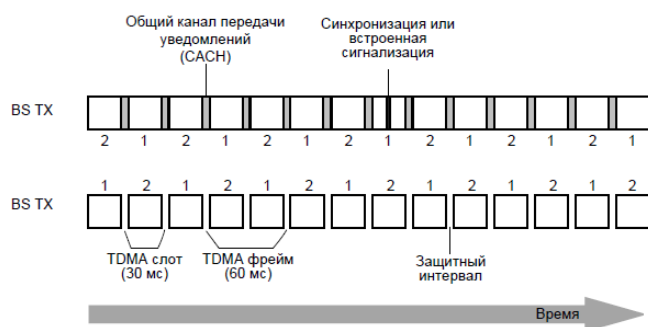 Общий канал передачи
уведомлений
(CACH)
Синхронизация или
встроенная
сигнализация
BS TX
2 1 2 1 2 1 2 1 2 1 2 1 2 1
BS TX
1 2 1 2 1 2 1 2 1 2 1 2 1 2
TDMA слот
(30 мс)
TDMA фрейм
(60 мс)
Защитный
интервал
Время